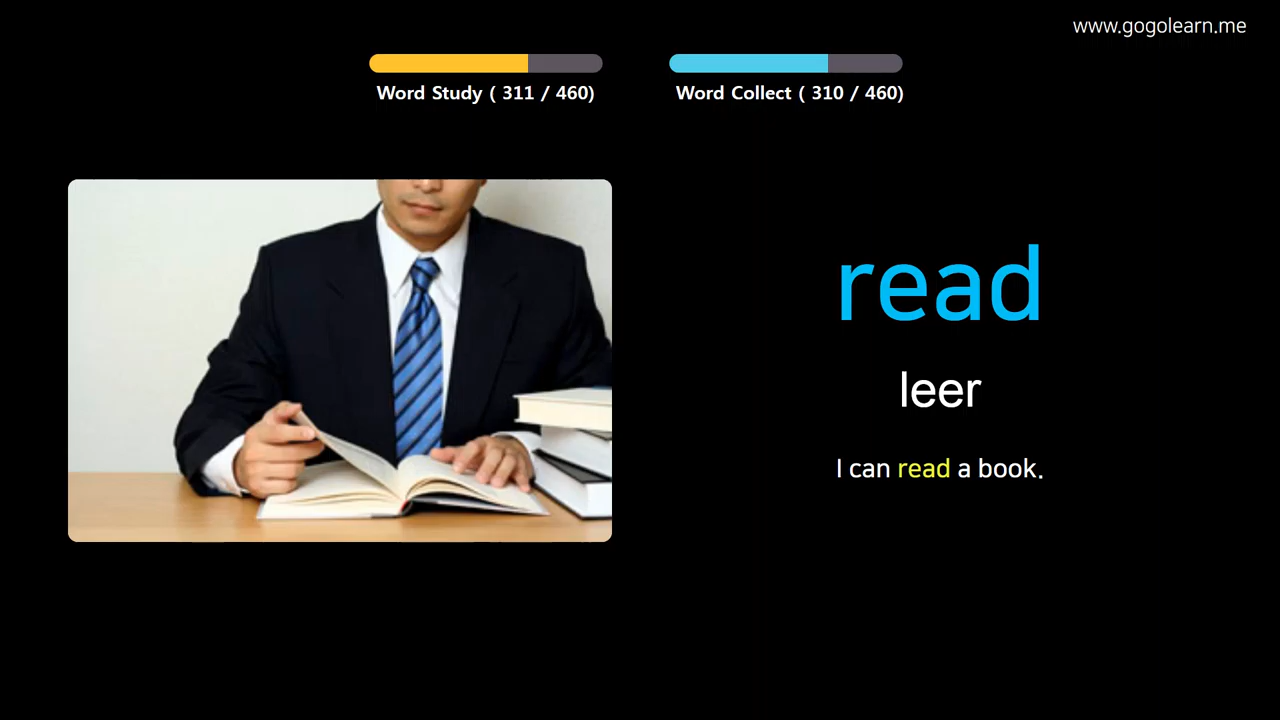 www.gogolearn.me
Word Study ( 311 / 460)
Word Collect ( 310 / 460)
read
leer
I can read a book.